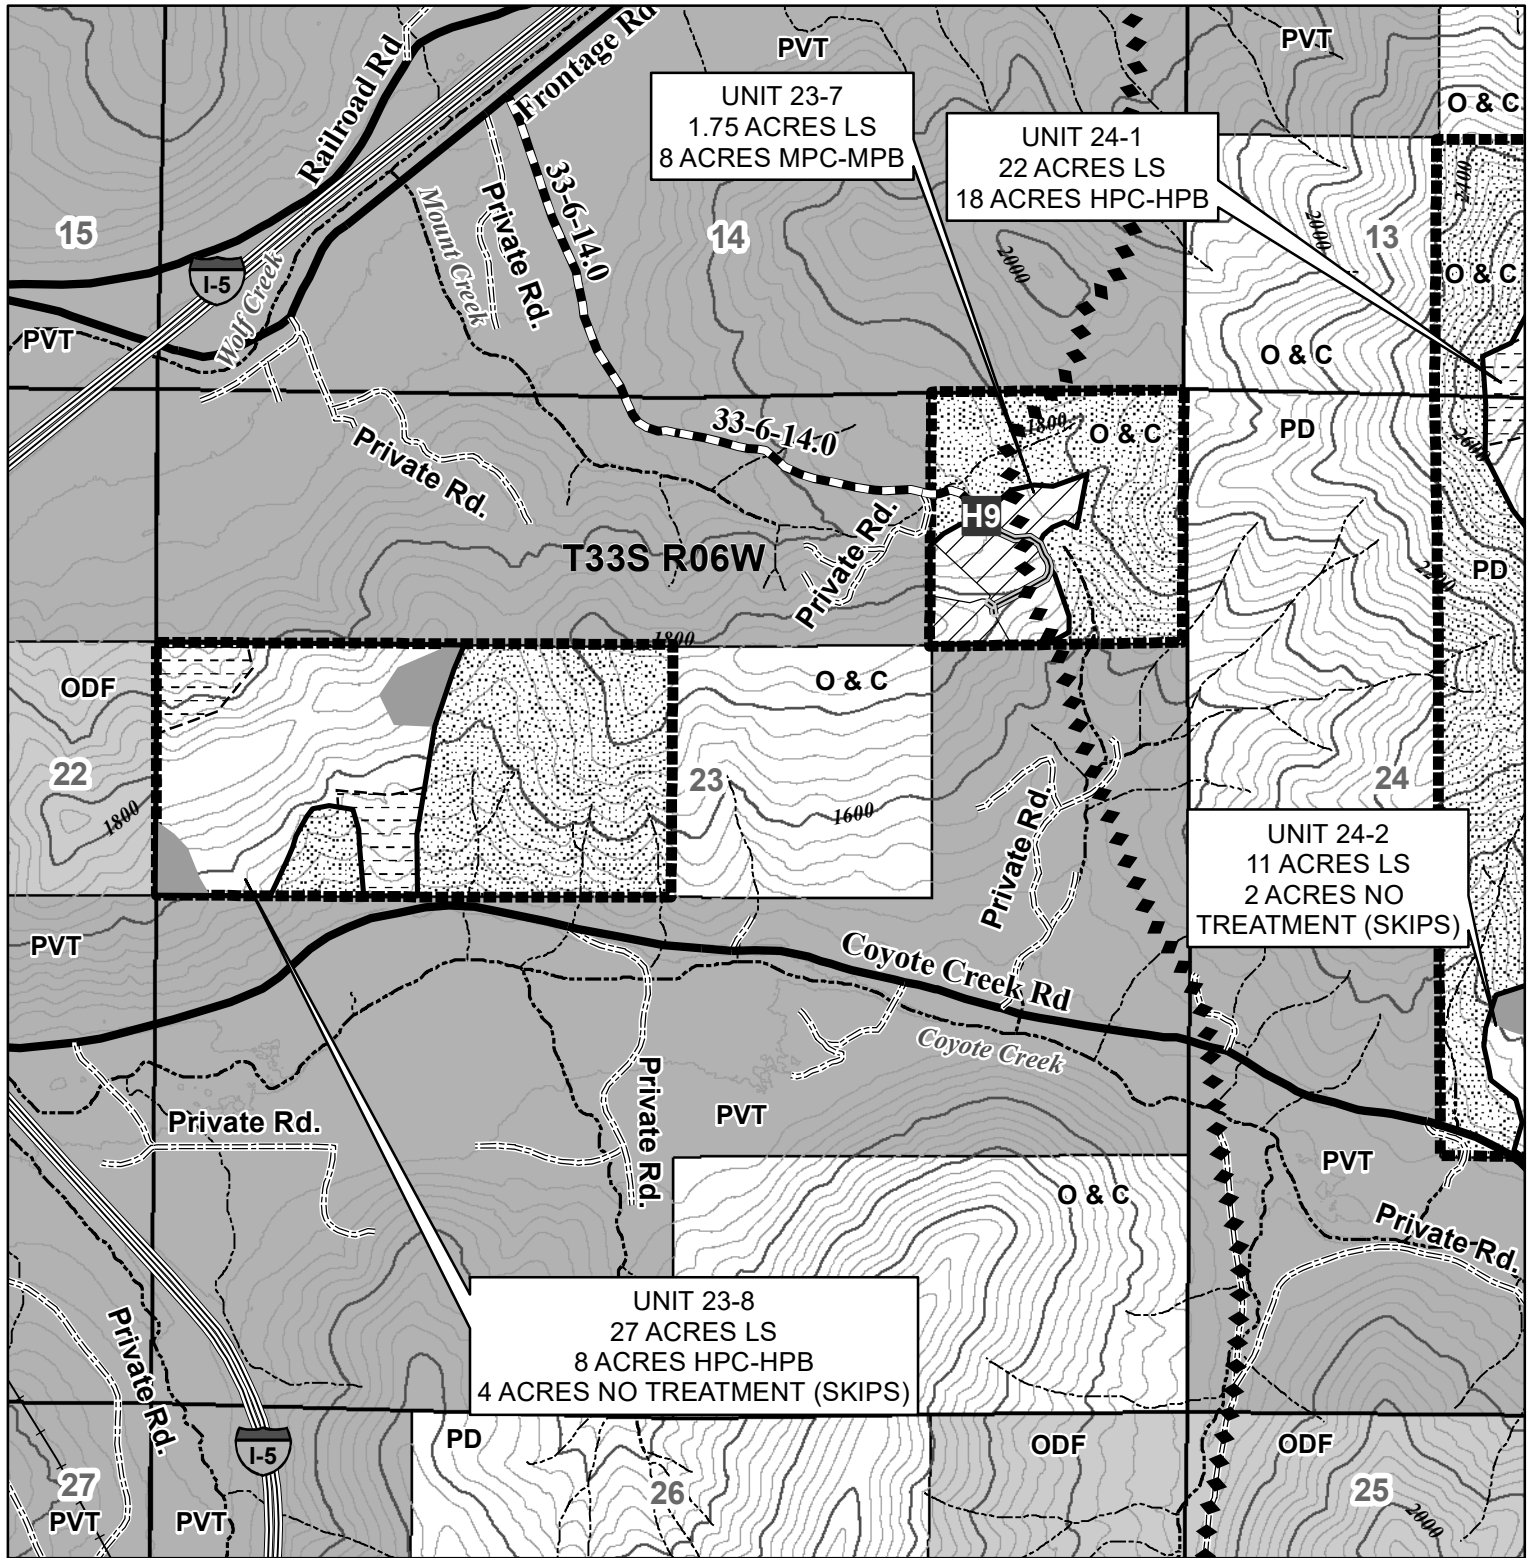 Railroad Rd
Frontage Rd
PVT
PVT
O & C
UNIT 23-7
1.75 ACRES LS
8 ACRES MPC-MPB
UNIT 24-1
22 ACRES LS
18 ACRES HPC-HPB
2400
15
14
13
2000
2000
33-6-14.0
Private Rd.
Mount Creek
Wolf Creek
I-5
O & C
PVT
O & C
33-6-14.0
Private Rd.
1800
O & C
PD
2600
H9
T33S R06W
Private Rd.
2200
PD
1800
ODF
O & C
22
1800
23
1600
24
Private Rd.
UNIT 24-2
11 ACRES LS
2 ACRES NO
TREATMENT (SKIPS)
PVT
Coyote Creek Rd
Coyote Creek
Private Rd.
Private Rd.
PVT
PVT
O & C
Private Rd.
UNIT 23-8
27 ACRES LS
8 ACRES HPC-HPB
4 ACRES NO TREATMENT (SKIPS)
Private Rd.
I-5
PD
ODF
ODF
27
PVT
PVT
26
25
2000